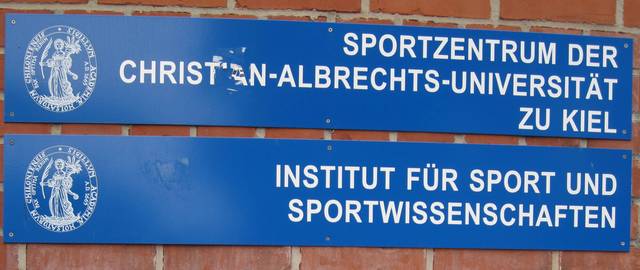 SPORTZENTRUM DER
CHRISTIAN-ALBRECHTS-UNIVERSITÄT
ZU KIEL
INSTITUT FÜR SPORT UND
SPORTWISSENSCHAFTEN